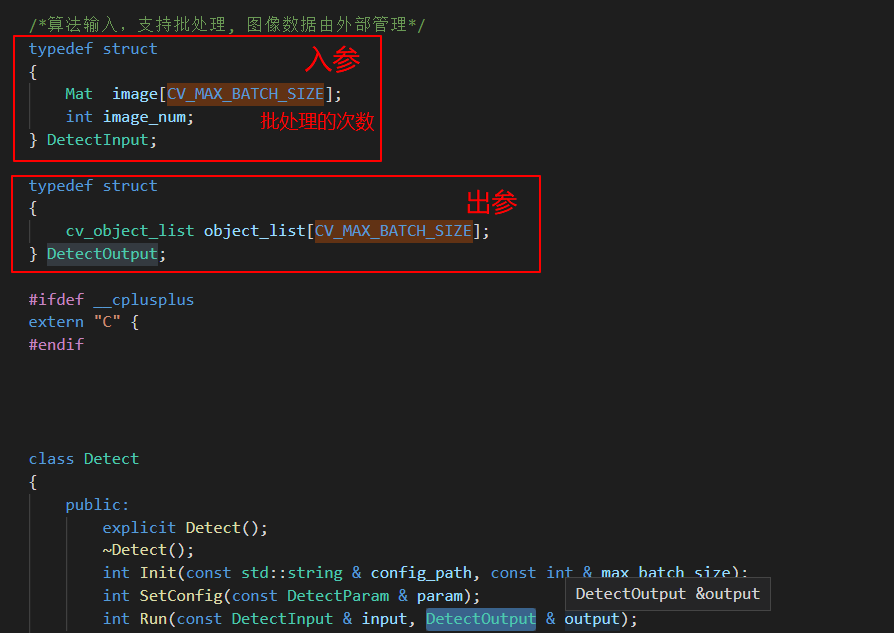 /*算法输入, 支持批处理, 图像数据由外部管理*/
typedef struct
{
入参
Mat  image[CV_MAX_BATCH_SIZE];
int image_num;
批处理的次数
} DetectInput;
typedef struct
{
出参
cv_object_list object_list[CV_MAX_BATCH_SIZE];
} DetectOutput;
#ifdef __cplusplus
extern "C" {
#endif
class Detect
{
public:
explicit Detect();
~Detect();
int Init(const std::string & config_path, const int & max_batch_size);
int SetConfig(const DetectParam & param);
DetectOutput &output
int Run(const DetectInput & input, DetectOutput & output);